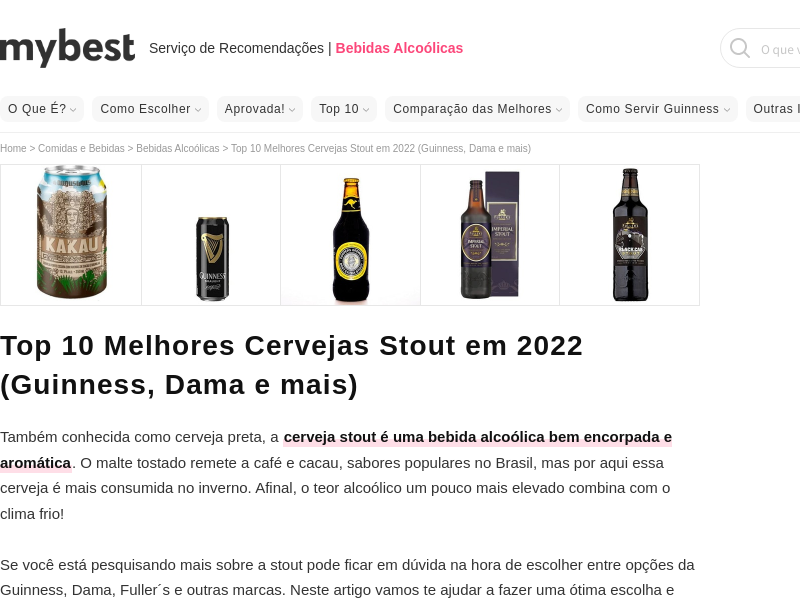 mybest Serviço de Recomendações | Bebidas Alcoólicas
O que
O Que É? Como Escolher Aprovada! Top 10 Comparação das Melhores Como Servir Guinness Outras
Home > Comidas e Bebidas > Bebidas Alcoólicas > Top 10 Melhores Cervejas Stout em 2022 (Guinness, Dama e mais)
KAKAU
GUINNESS
IMPERIAL STOUT
IMPERIAL STOUT
BLACK CAB
Top 10 Melhores Cervejas Stout em 2022
(Guinness, Dama e mais)
Também conhecida como cerveja preta, a cerveja stout é uma bebida alcoólica bem encorpada e
aromática. O malte tostado remete a café e cacau, sabores populares no Brasil, mas por aqui essa
cerveja é mais consumida no inverno. Afinal, o teor alcoólico um pouco mais elevado combina com o
clima frio!
Se você está pesquisando mais sobre a stout pode ficar em dúvida na hora de escolher entre opções da
Guinness, Dama, Fuller´s e outras marcas. Neste artigo vamos te ajudar a fazer uma ótima escolha e